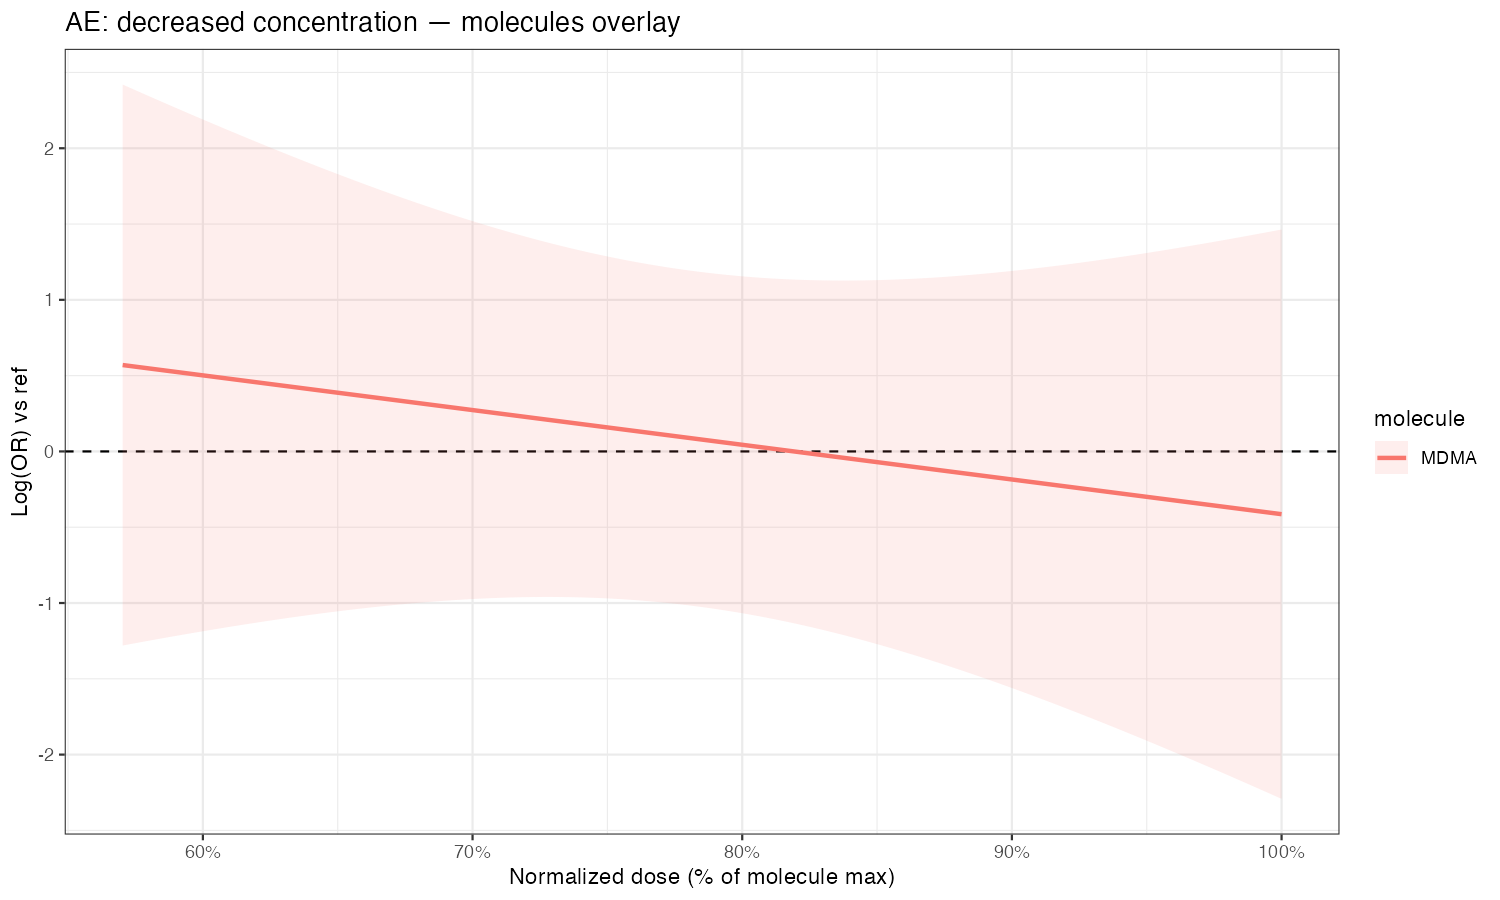 AE: decreased concentration — molecules overlay
Log(OR) vs ref
2
1
0
-1
-2
60%
70%
80%
90%
100%
Normalized dose (% of molecule max)
molecule
MDMA